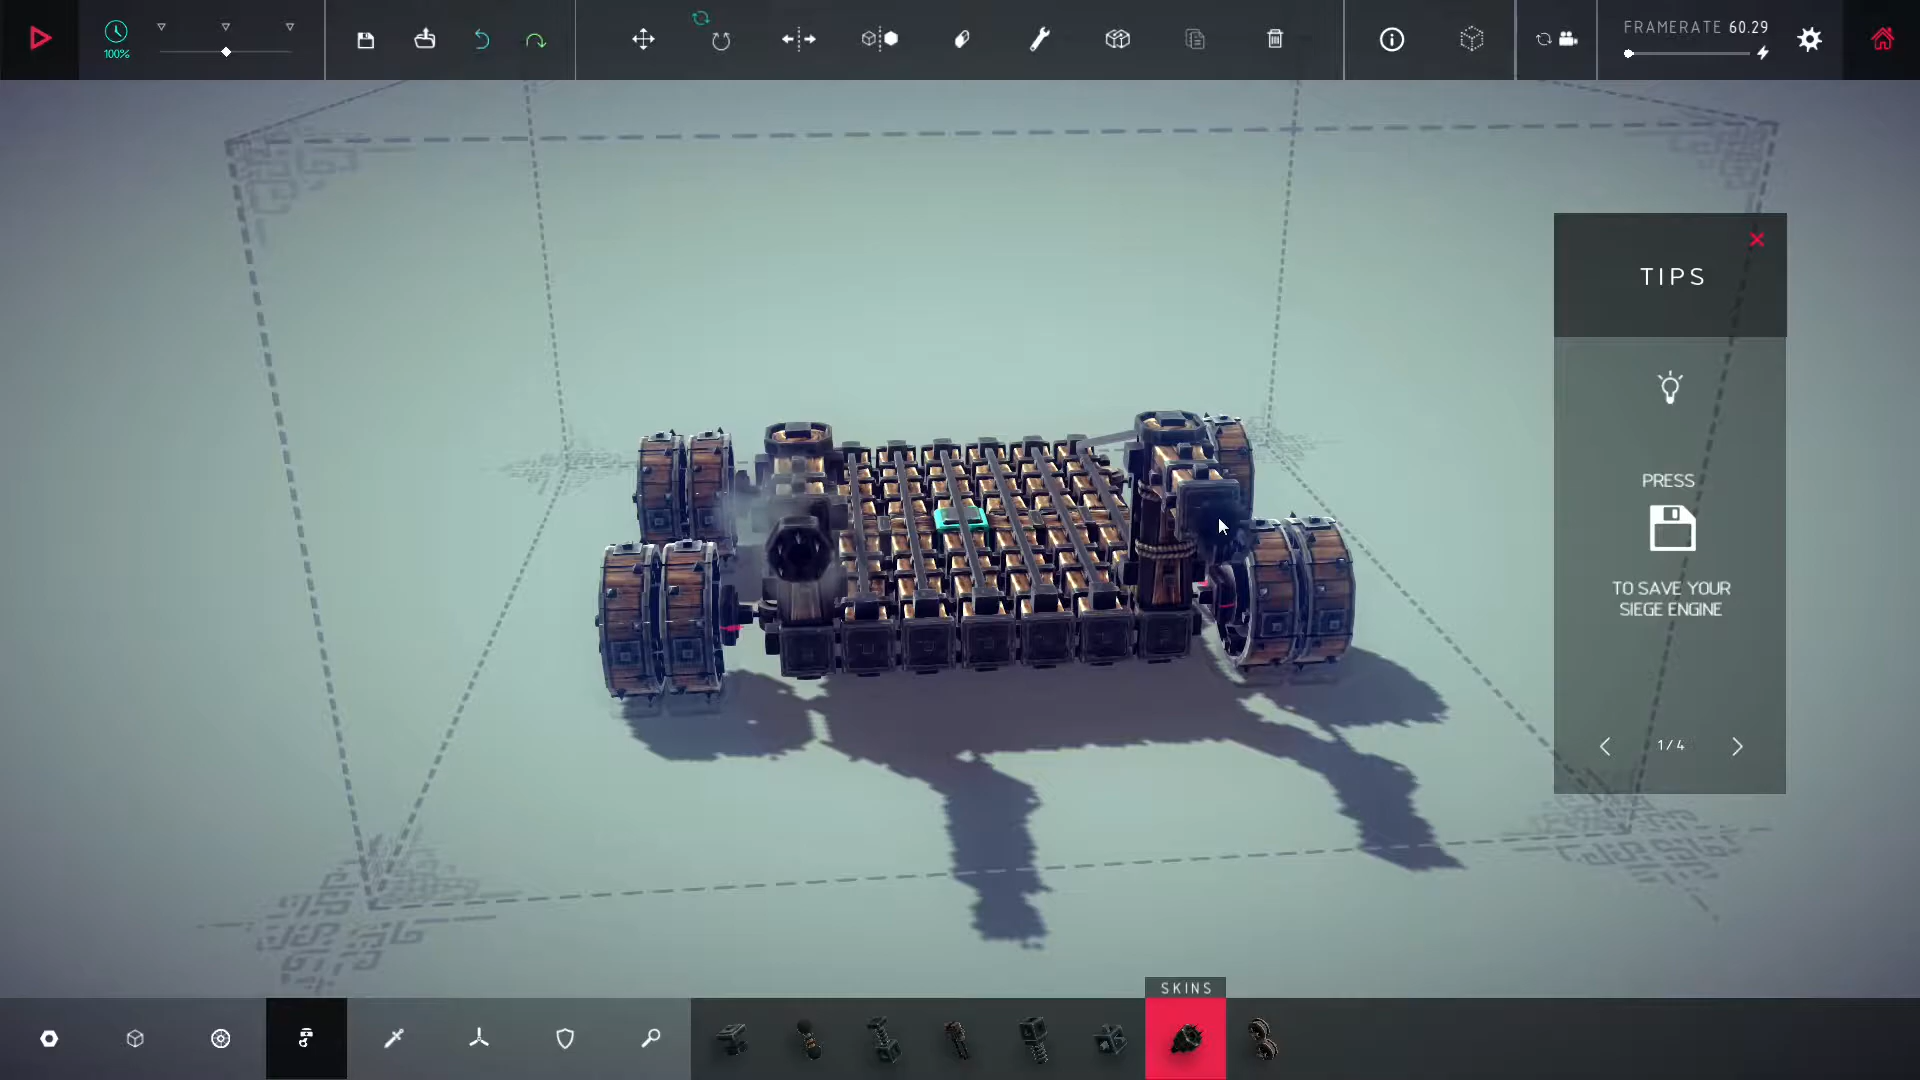 100%
FRAMERATE 60.29
TIPS
PRESS
TO SAVE YOUR
SIEGE ENGINE
1/4
SKINS